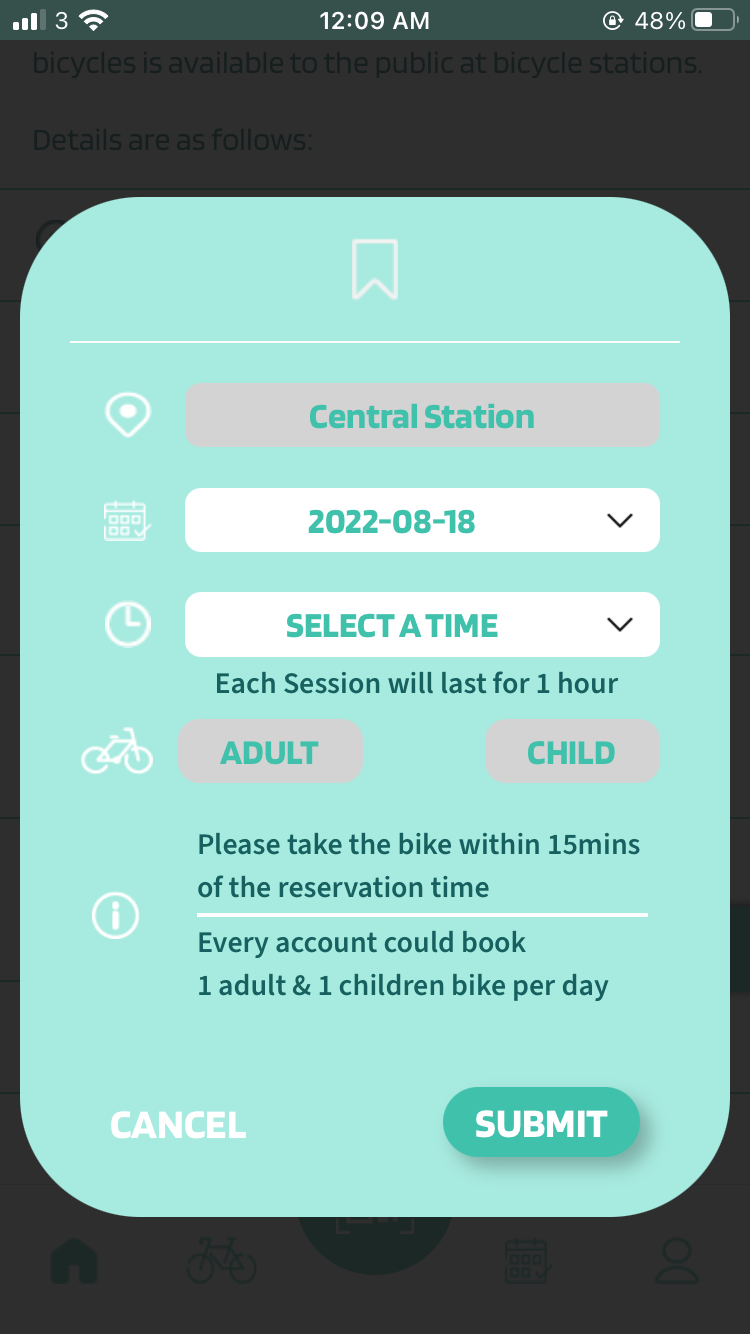 3 12:09 AM 48%
bicycles is available to the public at bicycle stations.
Details are as follows:
Central Station
2022-08-18
SELECT A TIME
Each Session will last for 1 hour
ADULT CHILD
Please take the bike within 15mins
of the reservation time
Every account could book
1 adult & 1 children bike per day
CANCEL SUBMIT